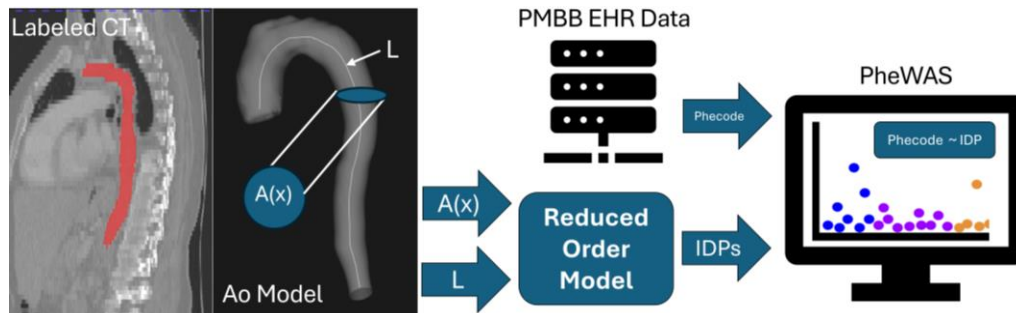 Labeled CT
L
A(x)
Ao Model
A(x)
L
PMBB EHR Data
Phecode
Reduced
Order
Model
IDPs
PheWAS
Phecode ~ IDP